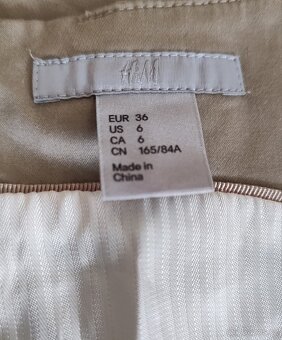 H&M
EUR 36
US 6
CA 6
CN 165/84A
Made in
China